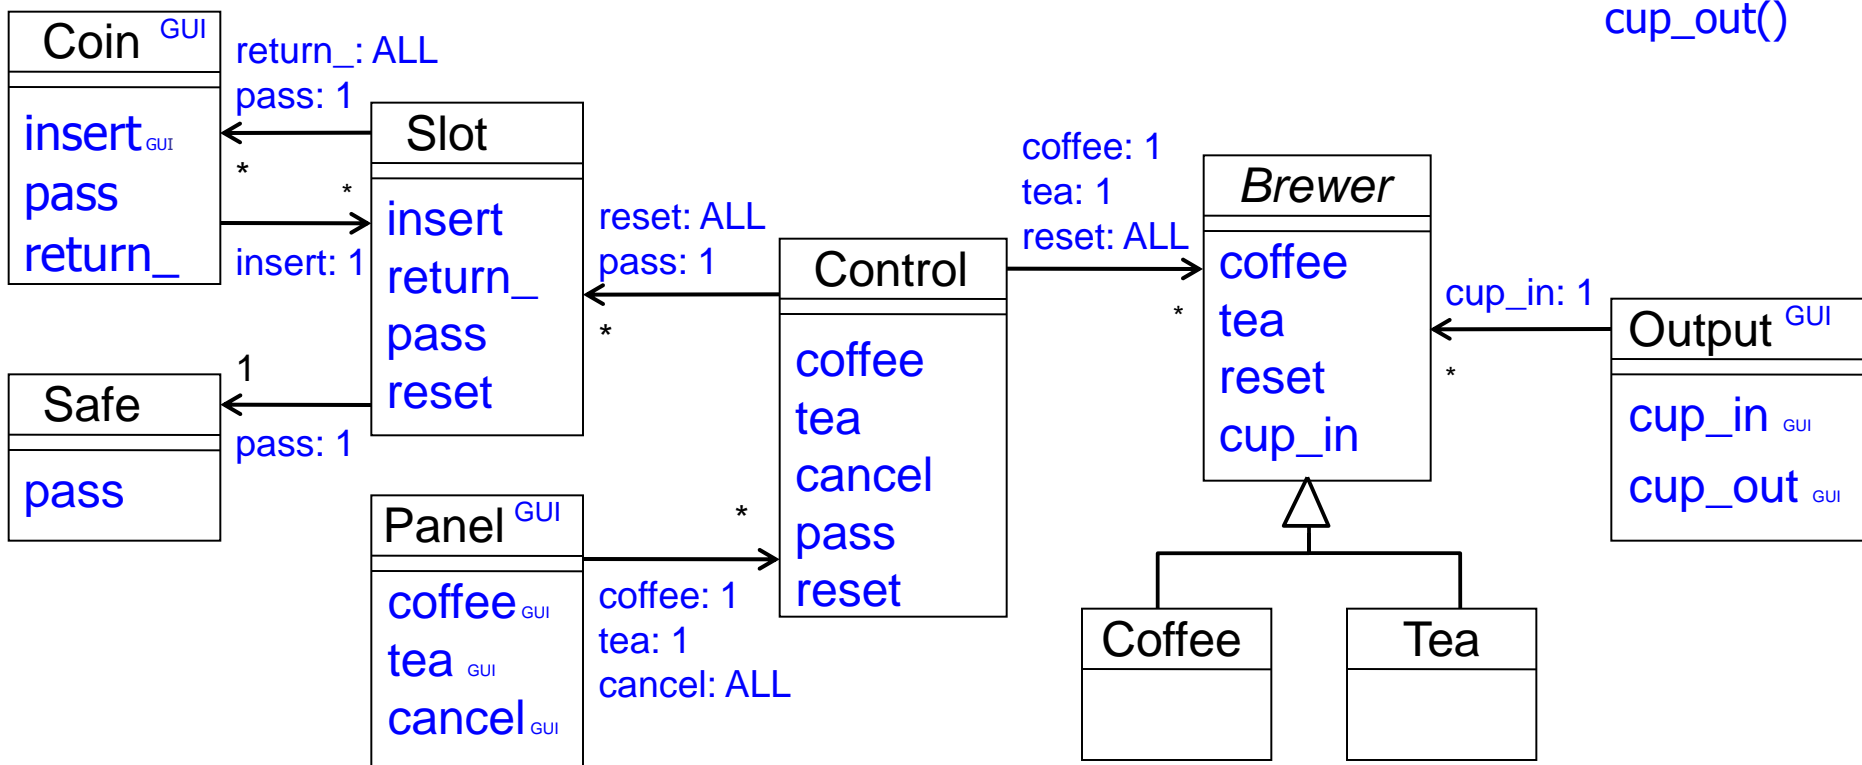 cup_out()
Coin GUI
insert GUI
pass
return_
return_: ALL
pass: 1
*
*
insert: 1
Slot
insert
return_
pass
reset
1
pass: 1
Safe
pass
Panel GUI
coffee GUI
tea GUI
cancel GUI
*
coffee: 1
tea: 1
cancel: ALL
reset: ALL
pass: 1
*
Control
coffee
tea
cancel
pass
reset
coffee: 1
tea: 1
reset: ALL
*
Brewer
coffee
tea
reset
cup_in
cup_in: 1
*
Output GUI
cup_in GUI
cup_out GUI
Coffee
Tea